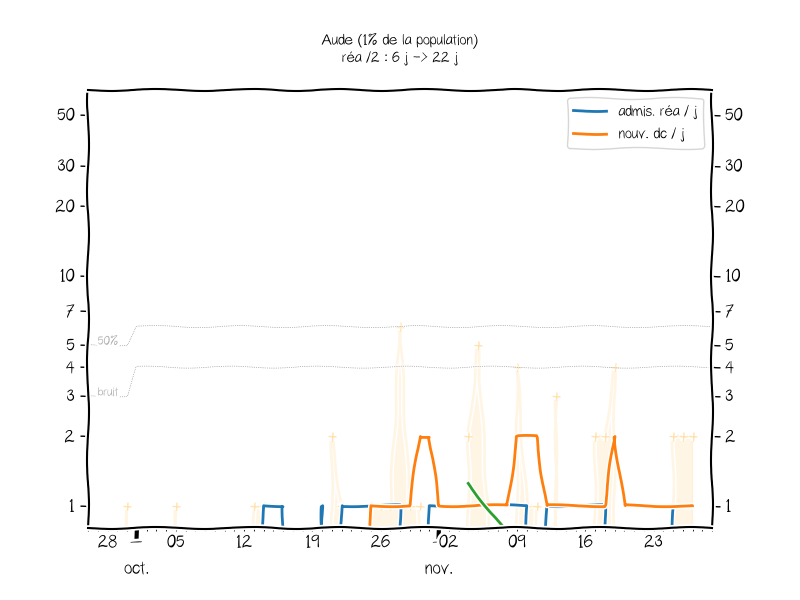 Aude (1% de la population)
réa /2 : 6 j -> 22 j
admis. réa / j
nouv. dc / j
50 50
30 30
20 20
10 10
7 7
50%
5 5
4 4
bruit
3 3
2 2
1 1
28 05 12 19 26 02 09 16 23
oct. nov.